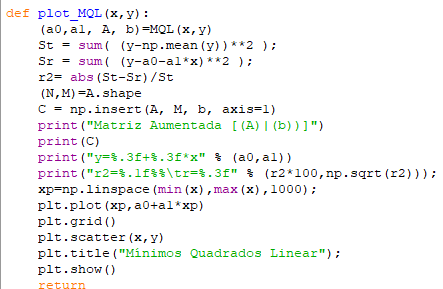 def plot_MQL(x,y):
    (a0,a1, A, b)=MQL(x,y)
    St = sum( (y-np.mean(y))**2 );
    Sr = sum( (y-a0-a1*x)**2 );
    r2= abs(St-Sr)/St
    (N,M)=A.shape
    C = np.insert(A, M, b, axis=1)
    print("Matriz Aumentada [(A)|(b))]")
    print(C)
    print("y=%.3f+%.3f*x" % (a0,a1))
    print("r2=%.1f%%\tr=%.3f" % (r2*100,np.sqrt(r2)));
    xp=np.linspace(min(x),max(x),1000);
    plt.plot(xp,a0+a1*xp)
    plt.grid()
    plt.scatter(x,y)
    plt.title("Mínimos Quadrados Linear");
    plt.show()
    return